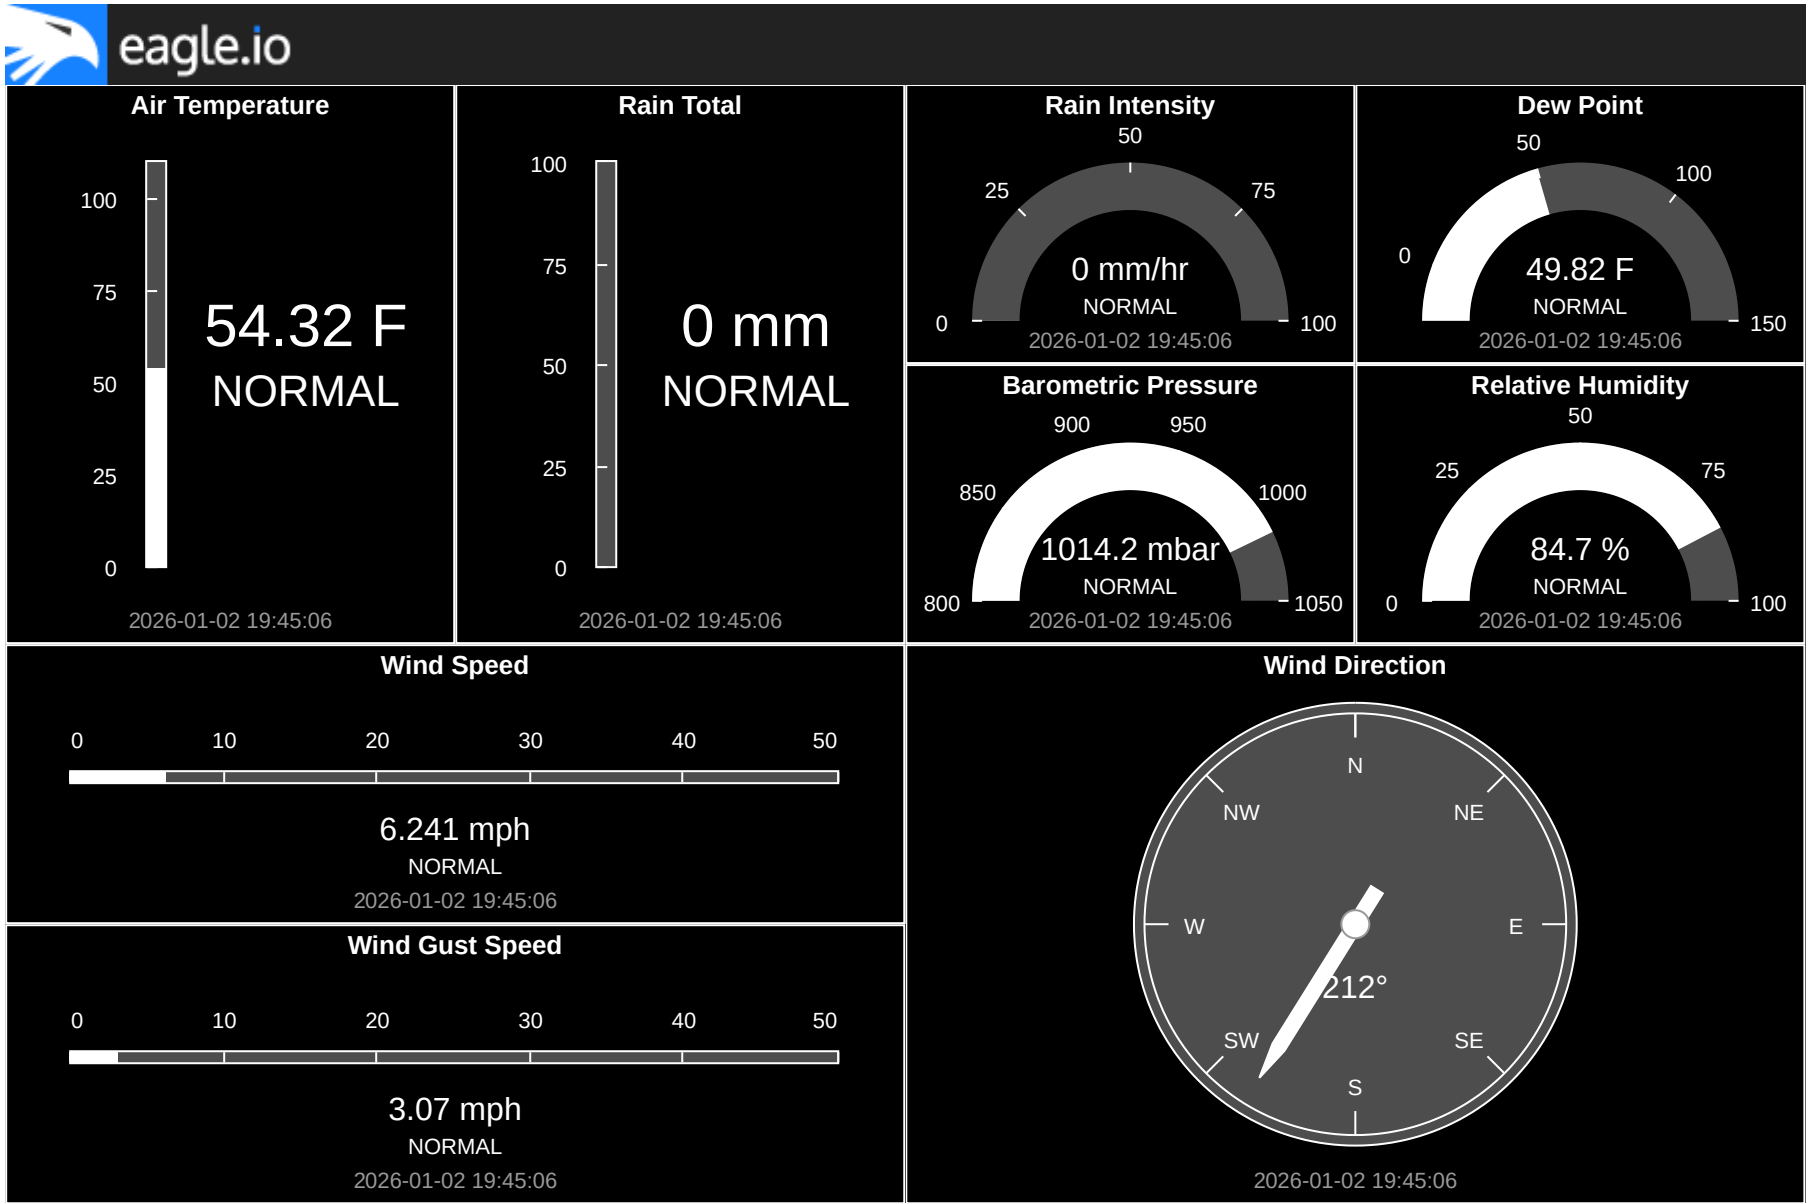 eagle.io
Air Temperature
100
75
50
25
0
54.32 F
NORMAL
2026-01-02 19:45:06
Rain Total
100
75
50
25
0
0 mm
NORMAL
2026-01-02 19:45:06
Rain Intensity
0
25
50
75
100
0 mm/hr
NORMAL
2026-01-02 19:45:06
Dew Point
0
50
100
150
49.82 F
NORMAL
2026-01-02 19:45:06
Barometric Pressure
800
850
900
950
1000
1050
1014.2 mbar
NORMAL
2026-01-02 19:45:06
Relative Humidity
0
25
50
75
100
84.7 %
NORMAL
2026-01-02 19:45:06
Wind Speed
0 10 20 30 40 50
6.241 mph
NORMAL
2026-01-02 19:45:06
Wind Gust Speed
0 10 20 30 40 50
3.07 mph
NORMAL
2026-01-02 19:45:06
Wind Direction
N
NW NE
W E
212°
SW SE
S
2026-01-02 19:45:06